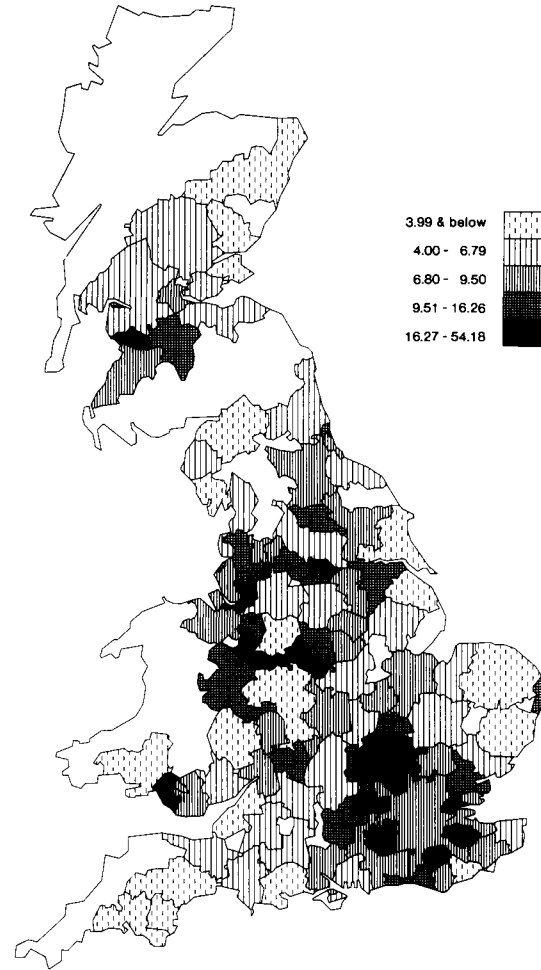 3.99 & below
4.00 - 6.79
6.80 - 9.50
9.51 - 16.26
16.27 - 54.18